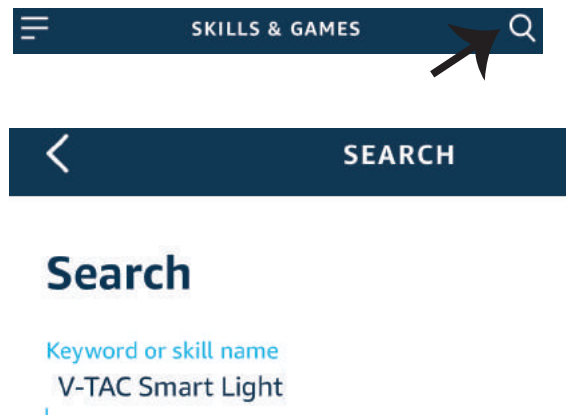 SKILLS & GAMES
SEARCH
Search
Keyword or skill name
V-TAC Smart Light